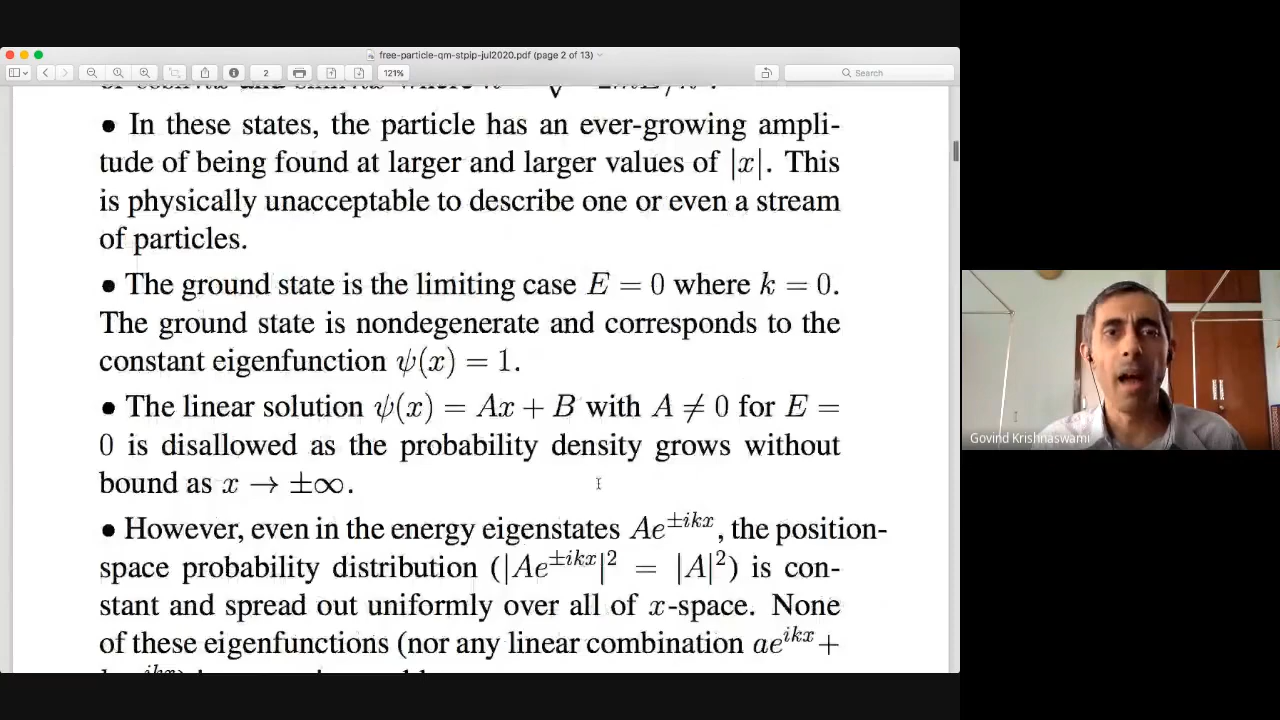 free-particle-qm-stpip-jul2020.pdf (page 2 of 13)
2
121%
Search
• In these states, the particle has an ever-growing ampli-
tude of being found at larger and larger values of |x|. This
is physically unacceptable to describe one or even a stream
of particles.
• The ground state is the limiting case E = 0 where k = 0.
The ground state is nondegenerate and corresponds to the
constant eigenfunction ψ(x) = 1.
• The linear solution ψ(x) = Ax + B with A ≠ 0 for E =
0 is disallowed as the probability density grows without
bound as x → ±∞.
• However, even in the energy eigenstates Ae^{±ikx}, the position-
space probability distribution (|Ae^{±ikx}|² = |A|²) is con-
stant and spread out uniformly over all of x-space. None
of these eigenfunctions (nor any linear combination ae^{ikx}+
Govind Krishnaswami